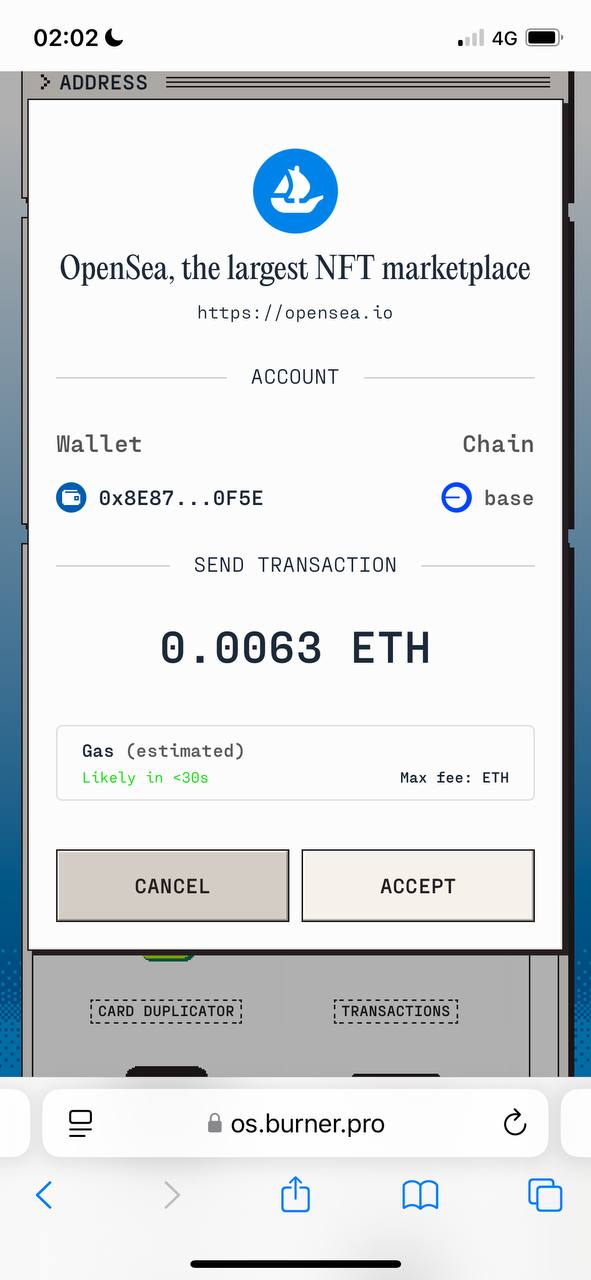 02:02
4G
> ADDRESS
OpenSea, the largest NFT marketplace
https://opensea.io
ACCOUNT
Wallet Chain
0x8E87...0F5E base
SEND TRANSACTION
0.0063 ETH
Gas (estimated)
Likely in <30s Max fee: ETH
CANCEL ACCEPT
CARD DUPLICATOR TRANSACTIONS
os.burner.pro